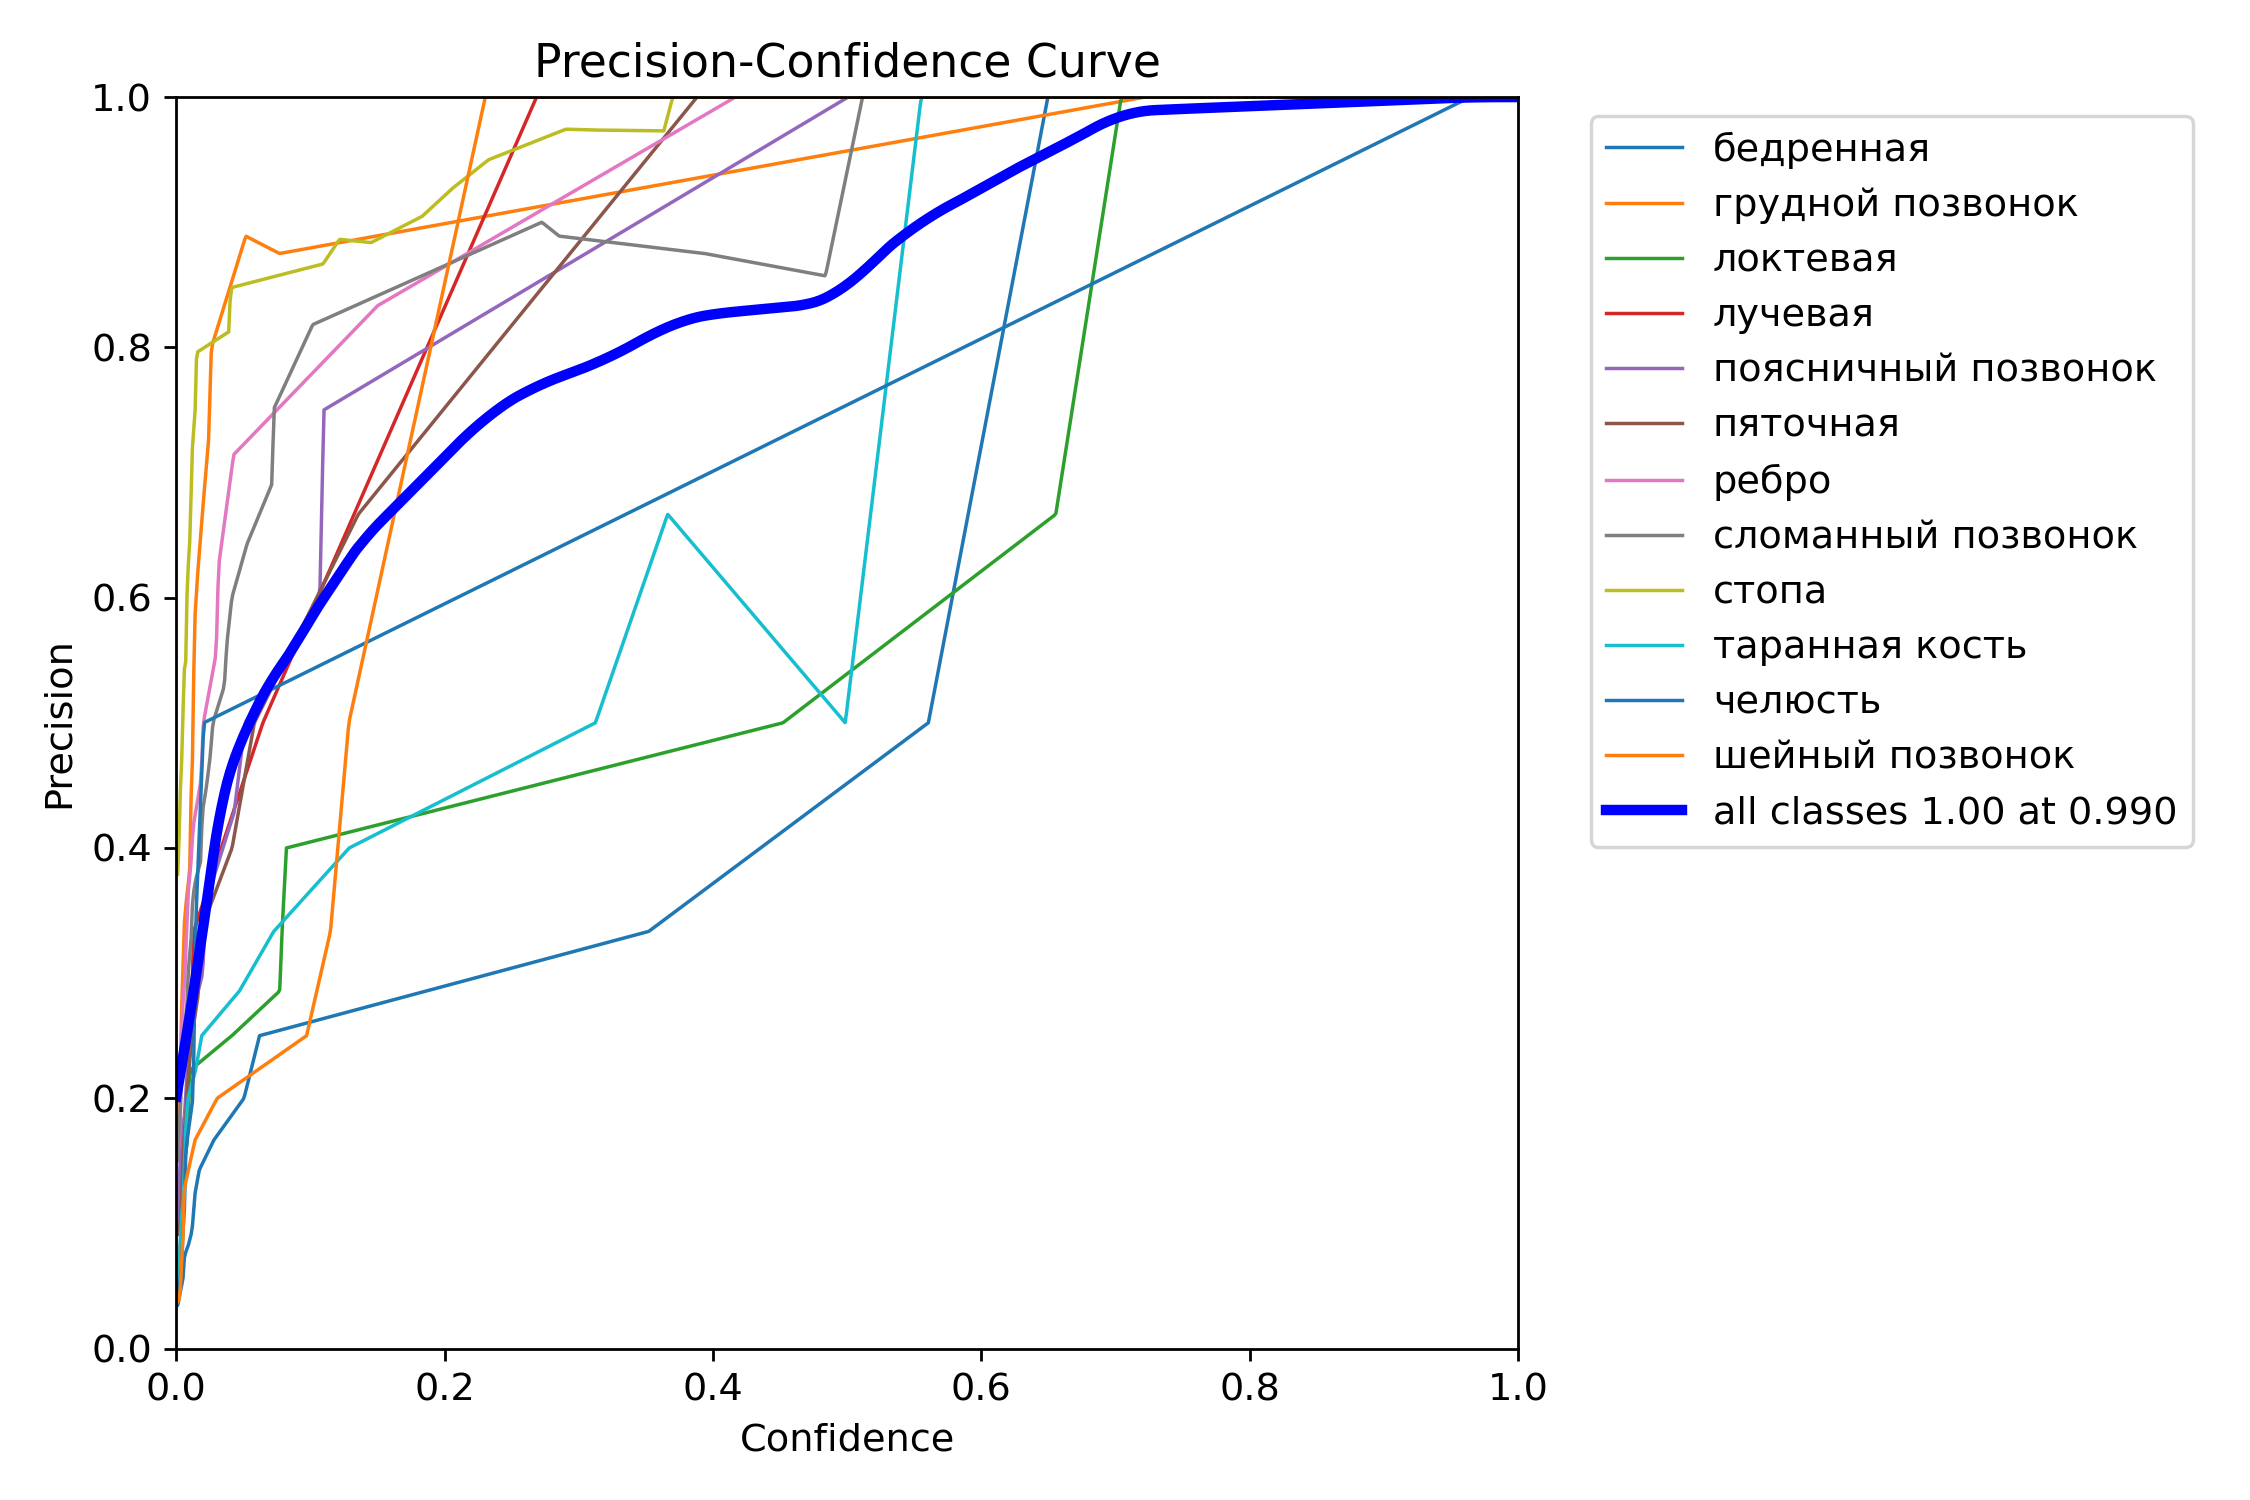 Precision-Confidence Curve
1.0
0.8
0.6
0.4
0.2
0.0
Precision
0.0 0.2 0.4 0.6 0.8 1.0
Confidence
бедренная
грудной позвонок
локтевая
лучевая
поясничный позвонок
пяточная
ребро
сломанный позвонок
стопа
таранная кость
челюсть
шейный позвонок
all classes 1.00 at 0.990